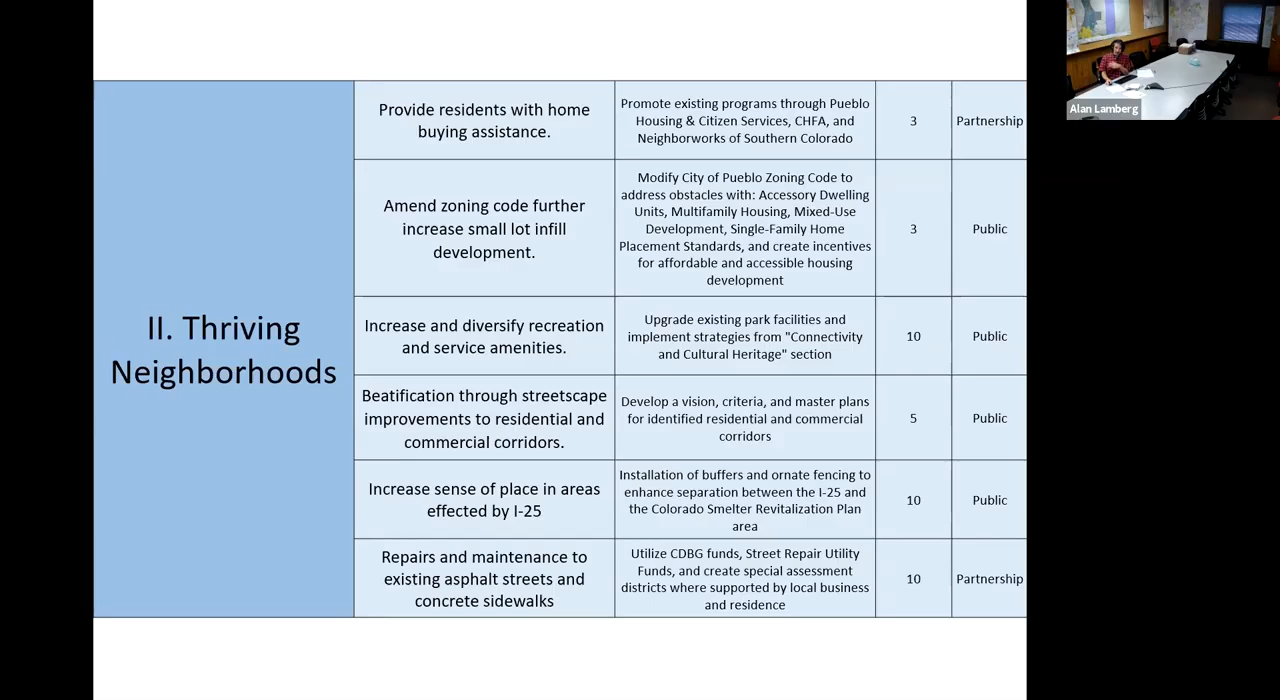 II. Thriving
Neighborhoods
Provide residents with home
buying assistance.
Promote existing programs through Pueblo
Housing & Citizen Services, CHFA, and
Neighborworks of Southern Colorado
3
Partnership
Amend zoning code further
increase small lot infill
development.
Modify City of Pueblo Zoning Code to
address obstacles with: Accessory Dwelling
Units, Multifamily Housing, Mixed-Use
Development, Single-Family Home
Placement Standards, and create incentives
for affordable and accessible housing
development
3
Public
Increase and diversify recreation
and service amenities.
Upgrade existing park facilities and
implement strategies from "Connectivity
and Cultural Heritage" section
10
Public
Beatification through streetscape
improvements to residential and
commercial corridors.
Develop a vision, criteria, and master plans
for identified residential and commercial
corridors
5
Public
Increase sense of place in areas
effected by I-25
Installation of buffers and ornate fencing to
enhance separation between the I-25 and
the Colorado Smelter Revitalization Plan
area
10
Public
Repairs and maintenance to
existing asphalt streets and
concrete sidewalks
Utilize CDBG funds, Street Repair Utility
Funds, and create special assessment
districts where supported by local business
and residence
10
Partnership
Alan Lamberg